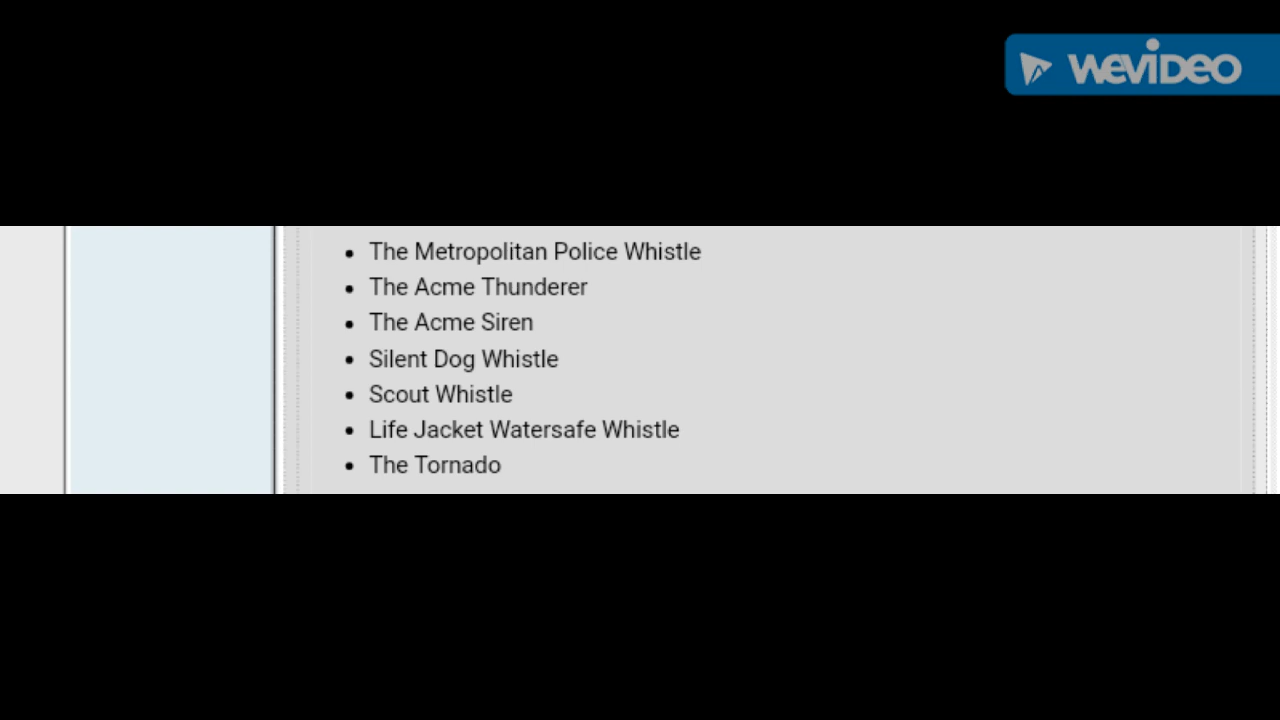 WEVIDEO
• The Metropolitan Police Whistle
• The Acme Thunderer
• The Acme Siren
• Silent Dog Whistle
• Scout Whistle
• Life Jacket Watersafe Whistle
• The Tornado